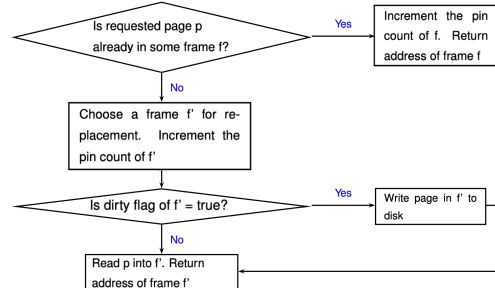 Is requested page p
already in some frame f?
Yes
Increment the pin
count of f. Return
address of frame f
No
Choose a frame f' for re-
placement. Increment the
pin count of f'
Is dirty flag of f' = true?
Yes
Write page in f' to
disk
No
Read p into f'. Return
address of frame f'